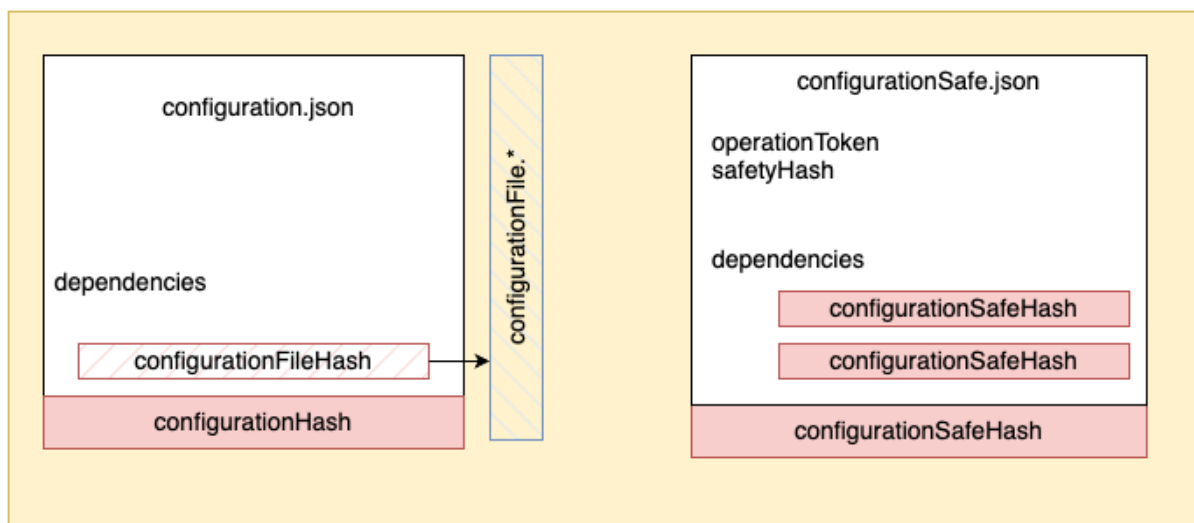 configuration.json
dependencies
configurationFileHash
configurationHash
configurationFile.*
configurationSafe.json
operationToken
safetyHash
dependencies
configurationSafeHash
configurationSafeHash
configurationSafeHash